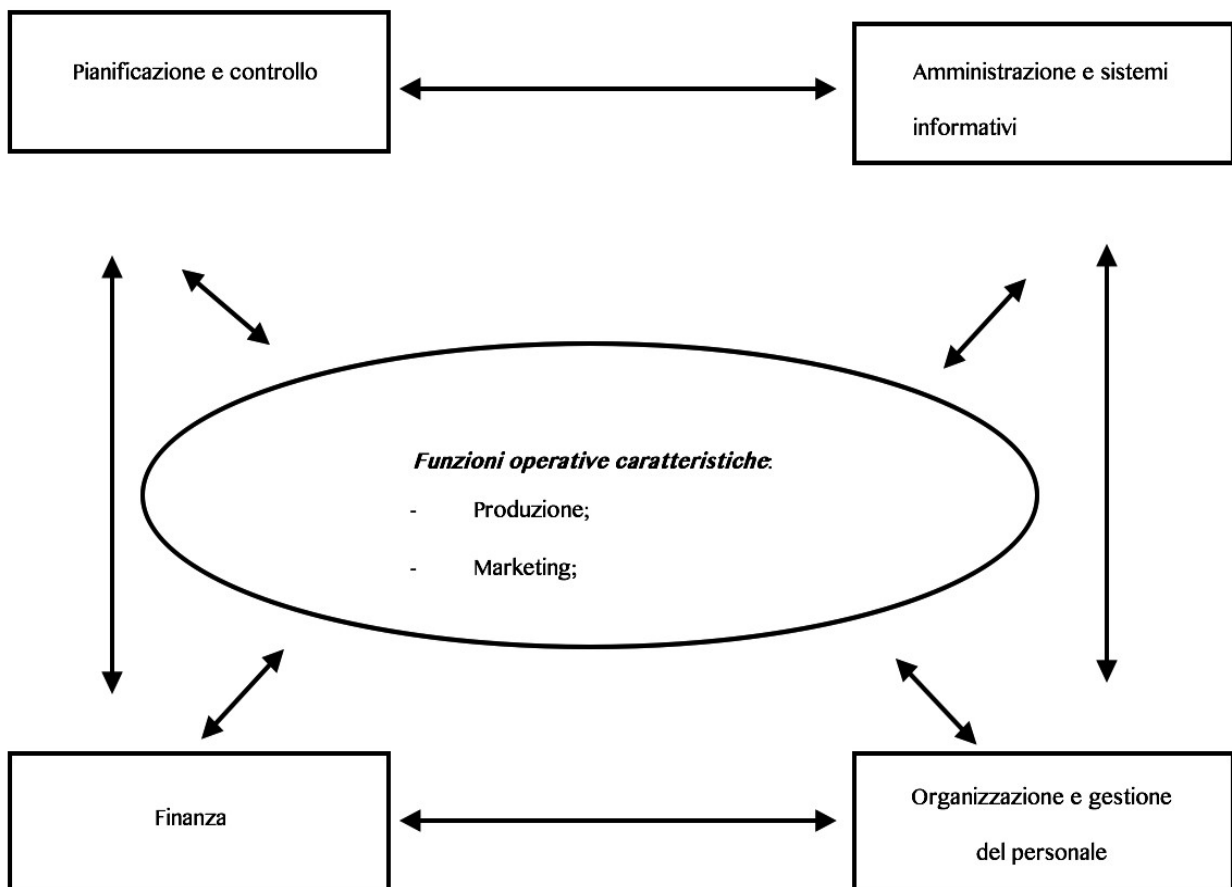 Pianificazione e controllo
Amministrazione e sistemi
informativi
Funzioni operative caratteristiche:
- Produzione;
- Marketing;
Finanza
Organizzazione e gestione
del personale